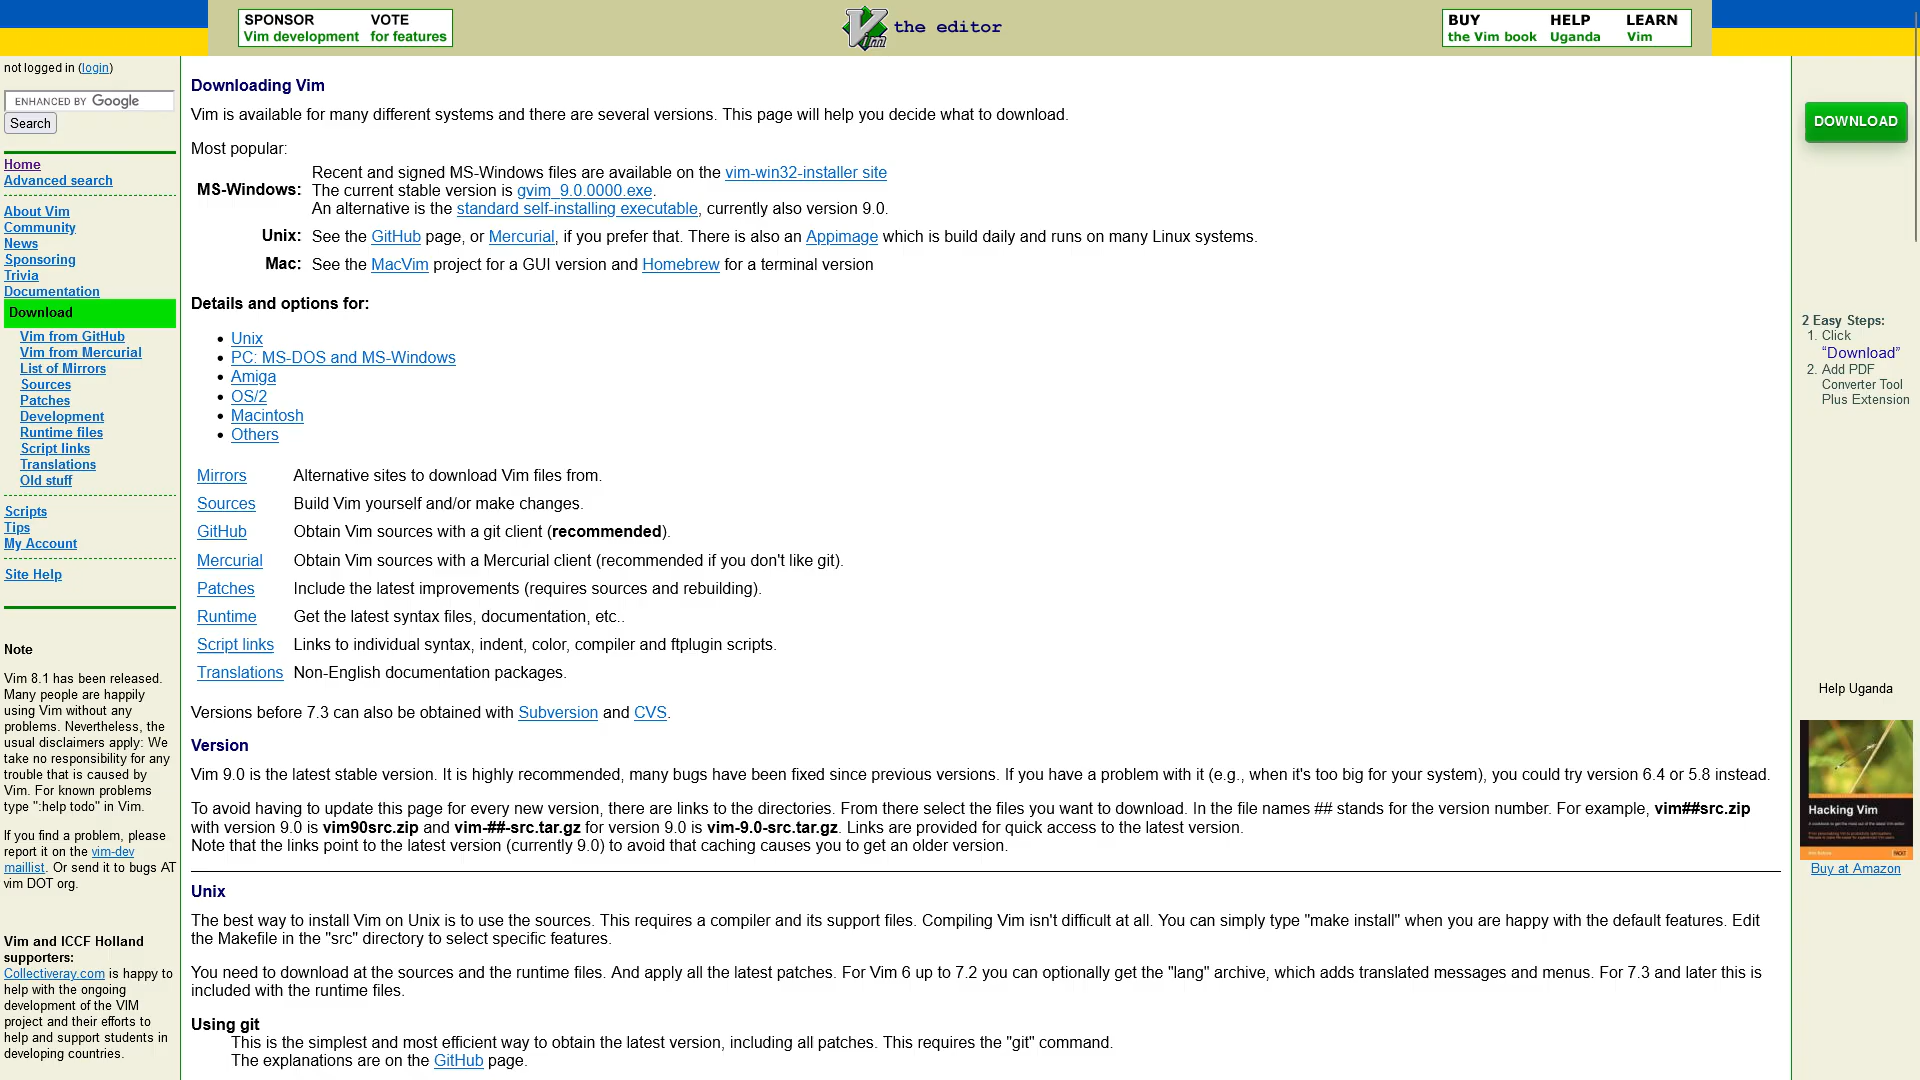 SPONSOR VOTE
Vim development for features
the editor
BUY HELP LEARN
the Vim book Uganda Vim
not logged in (login)
ENHANCED BY Google
Search
Home
Advanced search
About Vim
Community
News
Sponsoring
Trivia
Documentation
Download
Vim from GitHub
Vim from Mercurial
List of Mirrors
Sources
Patches
Development
Runtime files
Script links
Translations
Old stuff
Scripts
Tips
My Account
Site Help
Note
Vim 8.1 has been released.
Many people are happily
using Vim without any
problems. Nevertheless, the
usual disclaimers apply: We
take no responsibility for any
trouble that is caused by
Vim. For known problems
type ":help todo" in Vim.
If you find a problem, please
report it on the vim-dev
maillist. Or send it to bugs AT
vim DOT org.
Vim and ICCF Holland
supporters:
Collectiveray.com is happy to
help with the ongoing
development of the VIM
project and their efforts to
help and support students in
developing countries.
Downloading Vim
Vim is available for many different systems and there are several versions. This page will help you decide what to download.
Most popular:
Recent and signed MS-Windows files are available on the vim-win32-installer site
MS-Windows: The current stable version is gvim_9.0.0000.exe.
An alternative is the standard self-installing executable, currently also version 9.0.
Unix: See the GitHub page, or Mercurial, if you prefer that. There is also an Appimage which is build daily and runs on many Linux systems.
Mac: See the MacVim project for a GUI version and Homebrew for a terminal version
Details and options for:
• Unix
• PC: MS-DOS and MS-Windows
• Amiga
• OS/2
• Macintosh
• Others
Mirrors Alternative sites to download Vim files from.
Sources Build Vim yourself and/or make changes.
GitHub Obtain Vim sources with a git client (recommended).
Mercurial Obtain Vim sources with a Mercurial client (recommended if you don't like git).
Patches Include the latest improvements (requires sources and rebuilding).
Runtime Get the latest syntax files, documentation, etc..
Script links Links to individual syntax, indent, color, compiler and ftplugin scripts.
Translations Non-English documentation packages.
Versions before 7.3 can also be obtained with Subversion and CVS.
Version
Vim 9.0 is the latest stable version. It is highly recommended, many bugs have been fixed since previous versions. If you have a problem with it (e.g., when it's too big for your system), you could try version 6.4 or 5.8 instead.
To avoid having to update this page for every new version, there are links to the directories. From there select the files you want to download. In the file names ## stands for the version number. For example, vim##src.zip
with version 9.0 is vim90src.zip and vim-##-src.tar.gz for version 9.0 is vim-9.0-src.tar.gz. Links are provided for quick access to the latest version.
Note that the links point to the latest version (currently 9.0) to avoid that caching causes you to get an older version.
Unix
The best way to install Vim on Unix is to use the sources. This requires a compiler and its support files. Compiling Vim isn't difficult at all. You can simply type "make install" when you are happy with the default features. Edit
the Makefile in the "src" directory to select specific features.
You need to download at the sources and the runtime files. And apply all the latest patches. For Vim 6 up to 7.2 you can optionally get the "lang" archive, which adds translated messages and menus. For 7.3 and later this is
included with the runtime files.
Using git
This is the simplest and most efficient way to obtain the latest version, including all patches. This requires the "git" command.
The explanations are on the GitHub page.
DOWNLOAD
2 Easy Steps:
1. Click
“Download”
2. Add PDF
Converter Tool
Plus Extension
Help Uganda
Hacking Vim
Buy at Amazon